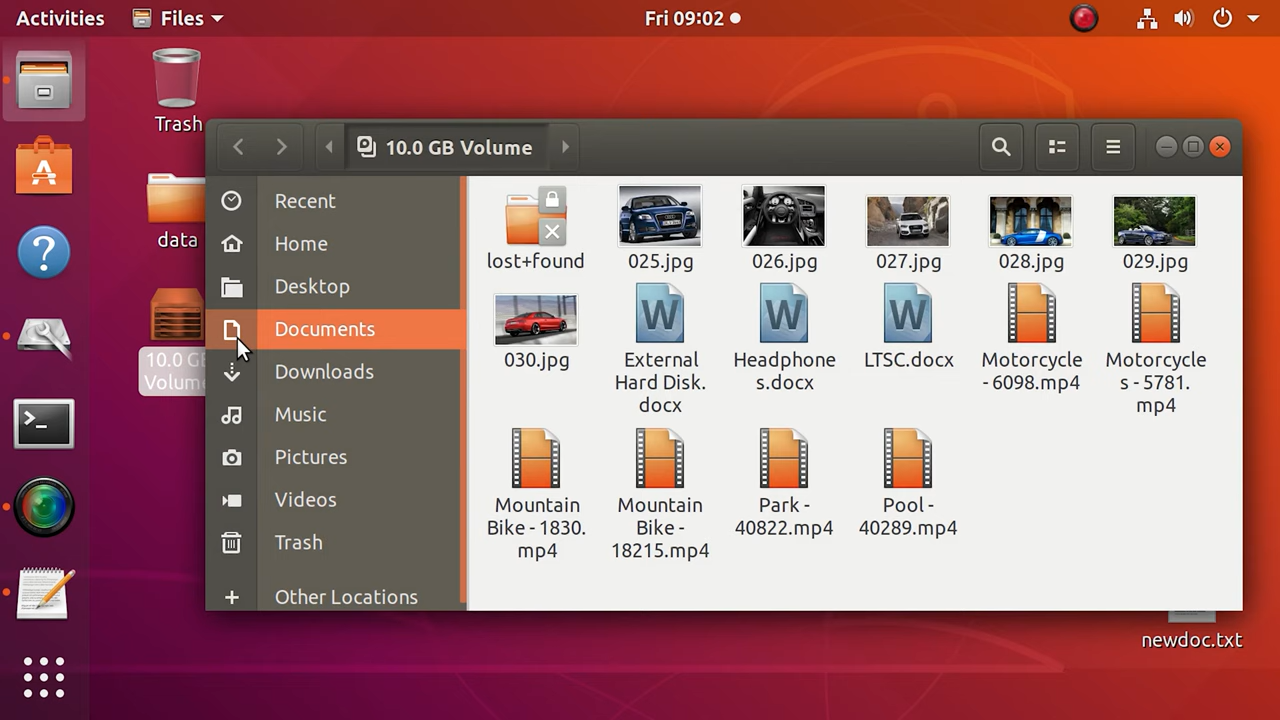 Activities
Files
Fri 09:02
Trash
data
10.0 GB
Volume
10.0 GB Volume
Recent
Home
Desktop
Documents
Downloads
Music
Pictures
Videos
Trash
Other Locations
lost+found
025.jpg
026.jpg
027.jpg
028.jpg
029.jpg
030.jpg
W
External
Hard Disk.
docx
W
Headphone
s.docx
W
LTSC.docx
Motorcycle
- 6098.mp4
Motorcycle
s - 5781.
mp4
Mountain
Bike - 1830.
mp4
Mountain
Bike -
18215.mp4
Park -
40822.mp4
Pool -
40289.mp4
newdoc.txt